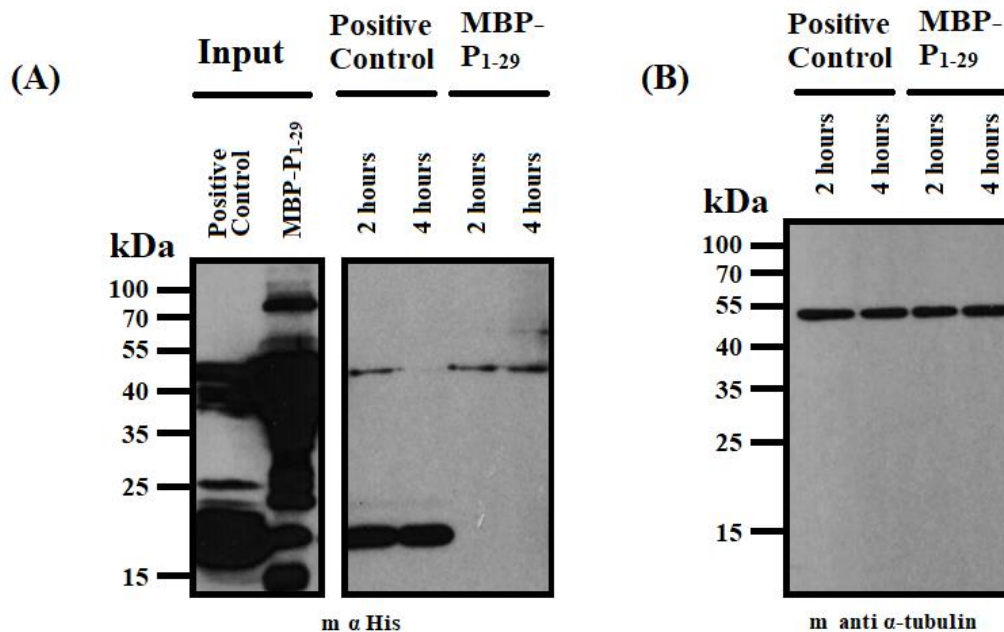 (A)
Input
Positive
Control
MBP-
P1-29
Positive
Control
MBP-P1-29
2 hours
4 hours
2 hours
4 hours
kDa
100
70
55
40
35
25
15
m α His
(B)
Positive
Control
MBP-
P1-29
2 hours
4 hours
2 hours
4 hours
kDa
100
70
55
40
35
25
15
m anti α-tubulin